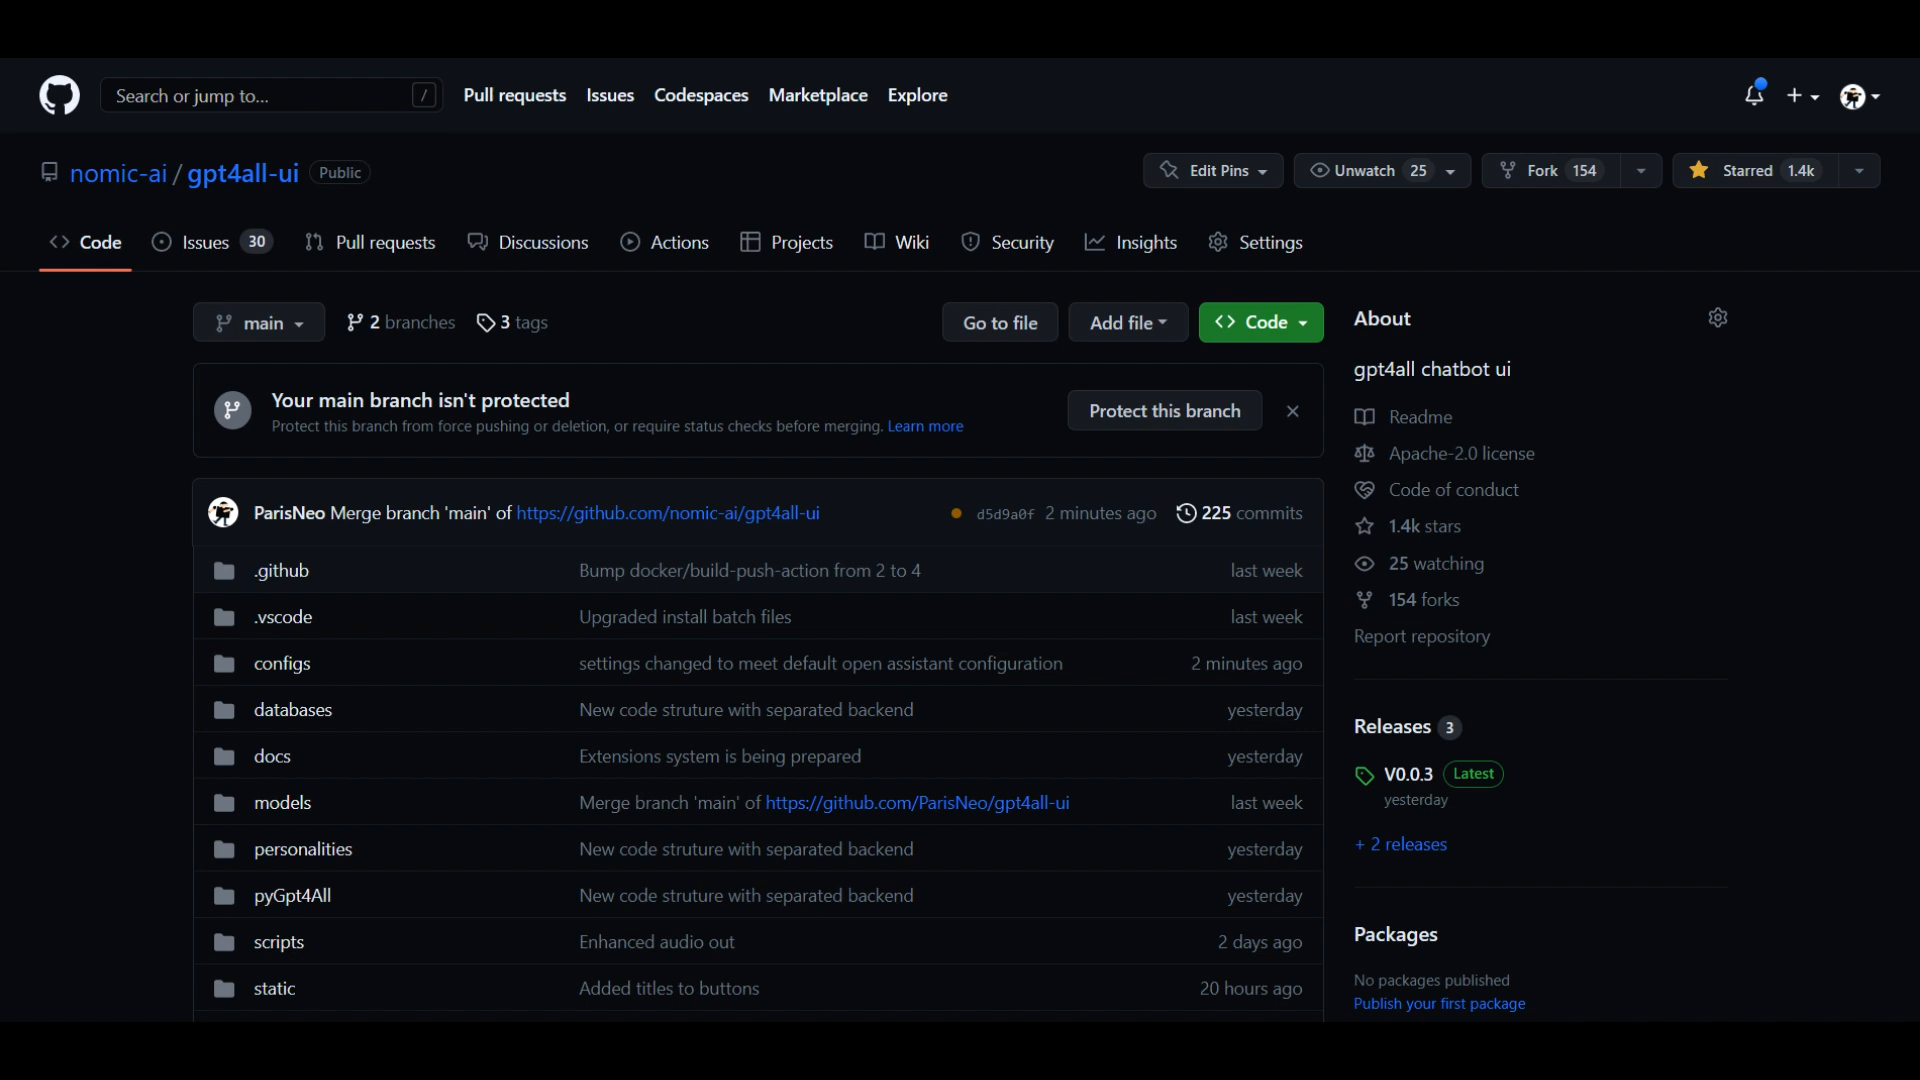 Search or jump to... /
Pull requests Issues Codespaces Marketplace Explore
nomic-ai / gpt4all-ui Public
Edit Pins Unwatch 25 Fork 154 Starred 1.4k
Code Issues 30 Pull requests Discussions Actions Projects Wiki Security Insights Settings
main 2 branches 3 tags Go to file Add file Code
Your main branch isn't protected
Protect this branch from force pushing or deletion, or require status checks before merging. Learn more
Protect this branch
ParisNeo Merge branch 'main' of https://github.com/nomic-ai/gpt4all-ui d5d9a0f 2 minutes ago 225 commits
.github Bump docker/build-push-action from 2 to 4 last week
.vscode Upgraded install batch files last week
configs settings changed to meet default open assistant configuration 2 minutes ago
databases New code struture with separated backend yesterday
docs Extensions system is being prepared yesterday
models Merge branch 'main' of https://github.com/ParisNeo/gpt4all-ui last week
personalities New code struture with separated backend yesterday
pyGpt4All New code struture with separated backend yesterday
scripts Enhanced audio out 2 days ago
static Added titles to buttons 20 hours ago
About
gpt4all chatbot ui
Readme
Apache-2.0 license
Code of conduct
1.4k stars
25 watching
154 forks
Report repository
Releases 3
V0.0.3 Latest
yesterday
+ 2 releases
Packages
No packages published
Publish your first package